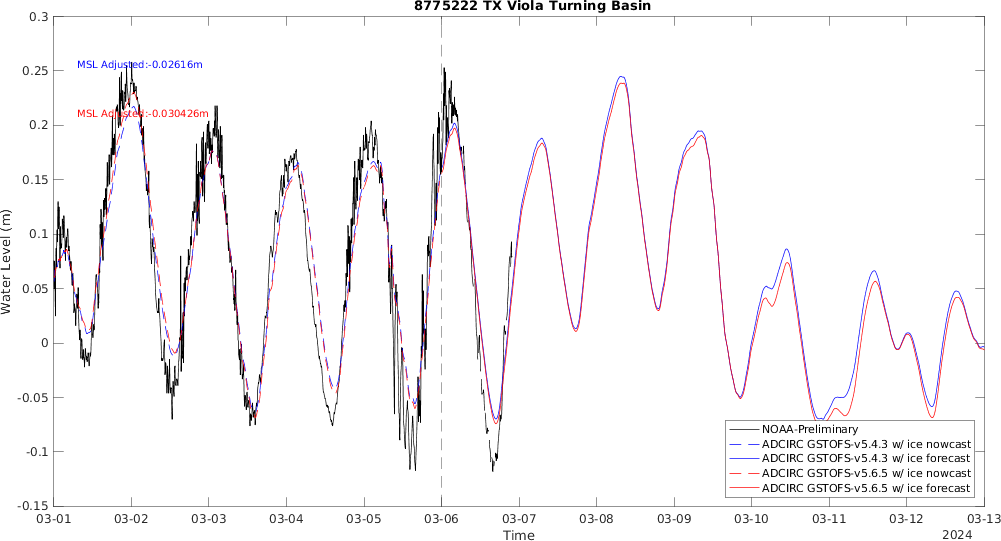 8775222 TX Viola Turning Basin
0.3
0.25
0.2
0.15
0.1
0.05
0
-0.05
-0.1
-0.15
Water Level (m)
MSL Adjusted:-0.02616m
MSL Adjusted:-0.030426m
NOAA-Preliminary
ADCIRC GSTOFS-v5.4.3 w/ ice nowcast
ADCIRC GSTOFS-v5.4.3 w/ ice forecast
ADCIRC GSTOFS-v5.6.5 w/ ice nowcast
ADCIRC GSTOFS-v5.6.5 w/ ice forecast
03-01 03-02 03-03 03-04 03-05 03-06 03-07 03-08 03-09 03-10 03-11 03-12 03-13
Time
2024